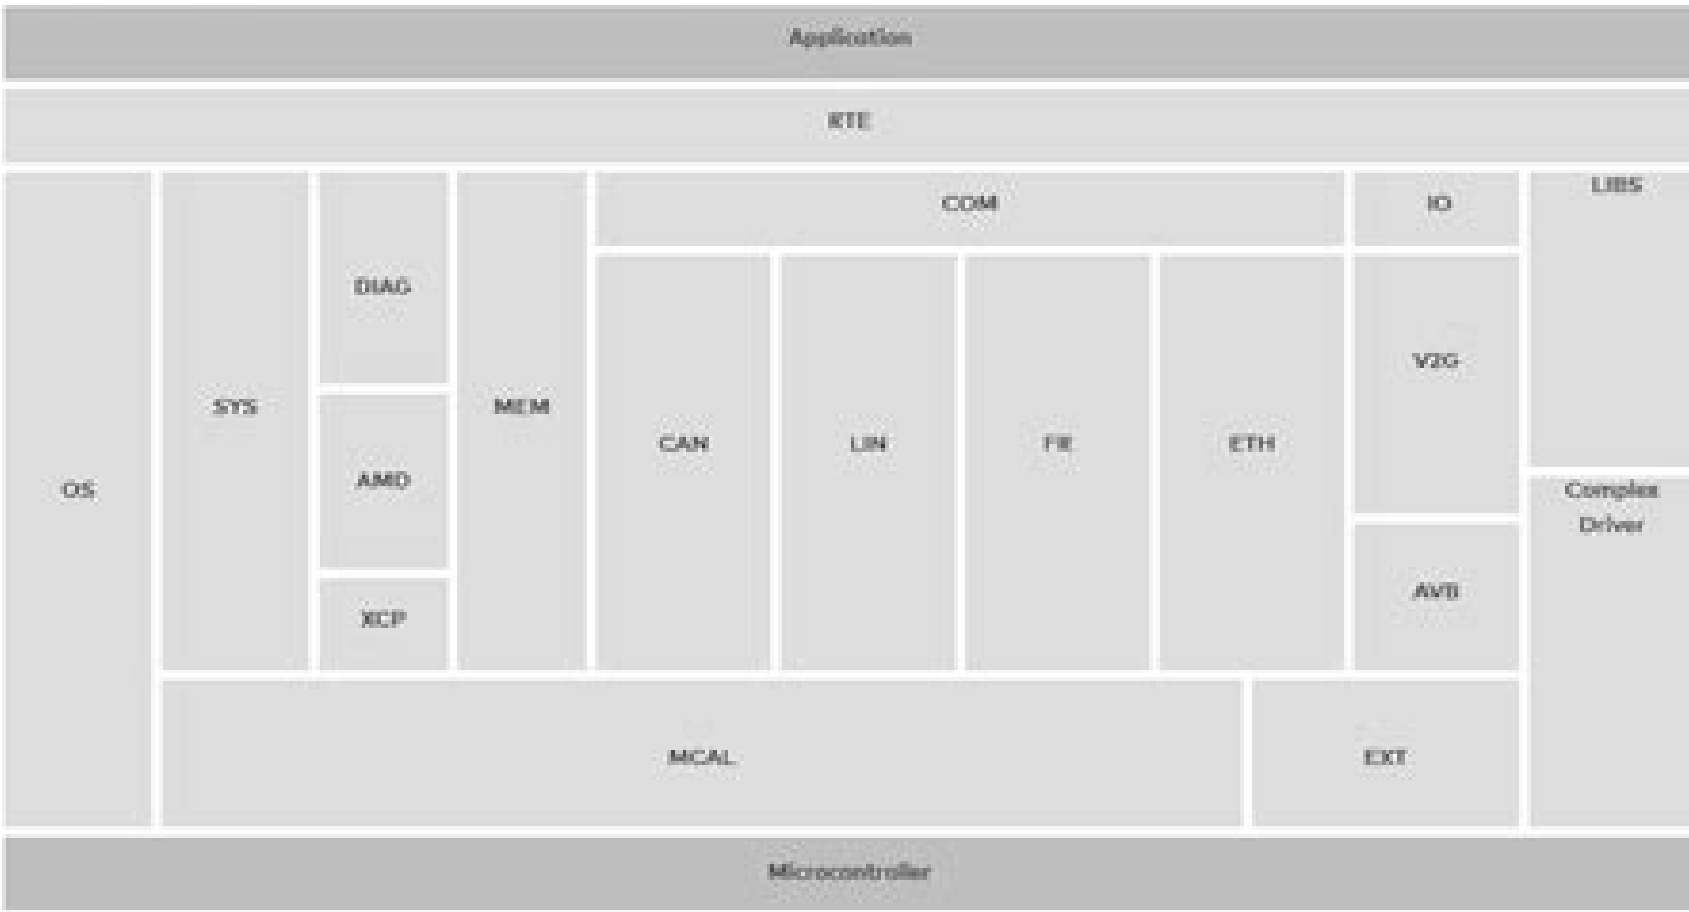 Application
RTE
OS
SYS
DIAG
AMD
XCP
MEM
COM
CAN
LIN
FR
ETH
IO
V2G
AVB
LIBS
Complex
Driver
MCAL
EXT
Microcontroller